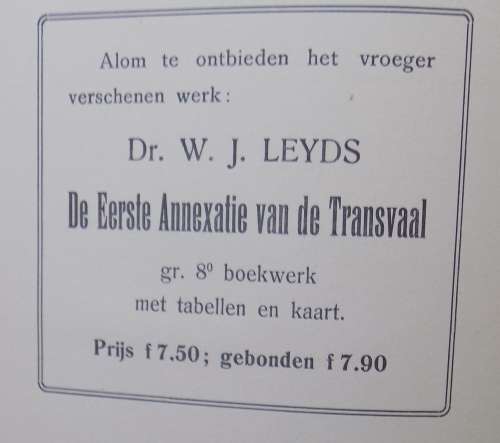 Alom te ontbieden het vroeger
verschenen werk:
Dr. W. J. LEYDS
De Eerste Annexatie van de Transvaal
gr. 8⁰ boekwerk
met tabellen en kaart.
Prijs f 7.50; gebonden f 7.90